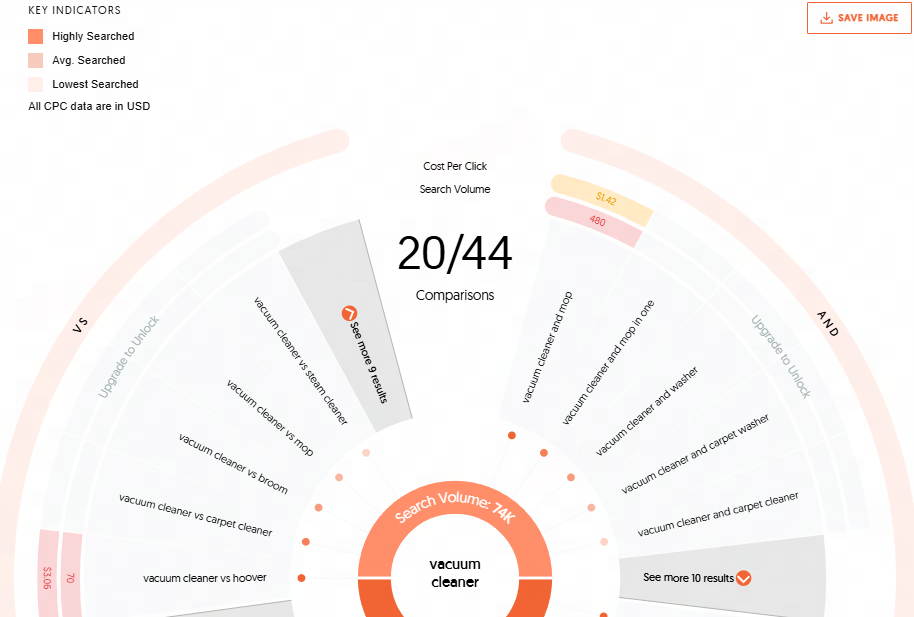 KEY INDICATORS
Highly Searched
Avg. Searched
Lowest Searched
All CPC data are in USD
SAVE IMAGE
Cost Per Click
Search Volume
20/44
Comparisons
VS
Upgrade to Unlock
See more 9 results
vacuum cleaner vs steam cleaner
vacuum cleaner vs mop
vacuum cleaner vs broom
vacuum cleaner vs carpet cleaner
vacuum cleaner vs hoover
70
$3.06
AND
Upgrade to Unlock
$1.42
480
vacuum cleaner and mop
vacuum cleaner and mop in one
vacuum cleaner and washer
vacuum cleaner and carpet washer
vacuum cleaner and carpet cleaner
See more 10 results
Search Volume: 74K
vacuum
cleaner